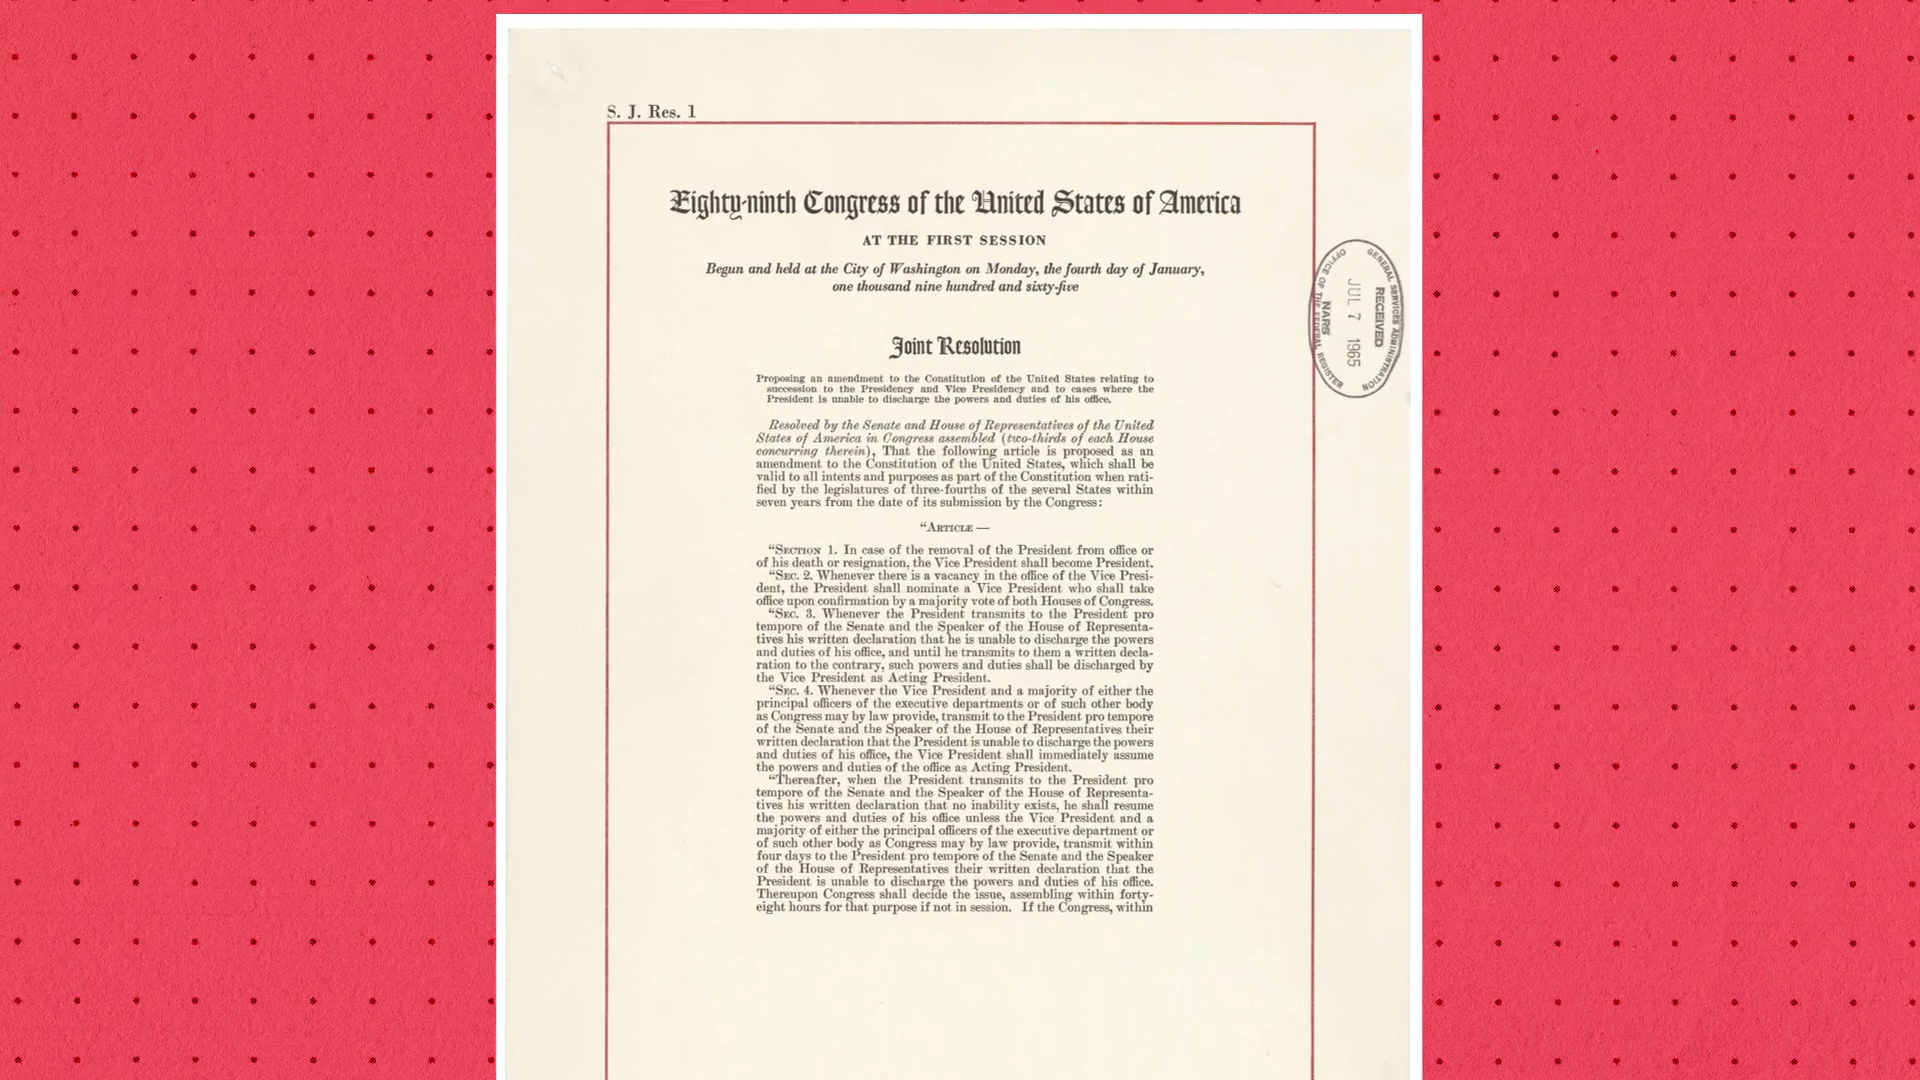 S. J. Res. 1
Eighty-ninth Congress of the United States of America
AT THE FIRST SESSION
Begun and held at the City of Washington on Monday, the fourth day of January,
one thousand nine hundred and sixty-five
Joint Resolution
Proposing an amendment to the Constitution of the United States relating to
succession to the Presidency and Vice Presidency and to cases where the
President is unable to discharge the powers and duties of his office.
Resolved by the Senate and House of Representatives of the United
States of America in Congress assembled (two-thirds of each House
concurring therein), That the following article is proposed as an
amendment to the Constitution of the United States, which shall be
valid to all intents and purposes as part of the Constitution when rati-
fied by the legislatures of three-fourths of the several States within
seven years from the date of its submission by the Congress:
“ARTICLE —
“SECTION 1. In case of the removal of the President from office or
of his death or resignation, the Vice President shall become President.
“SEC. 2. Whenever there is a vacancy in the office of the Vice Presi-
dent, the President shall nominate a Vice President who shall take
office upon confirmation by a majority vote of both Houses of Congress.
“SEC. 3. Whenever the President transmits to the President pro
tempore of the Senate and the Speaker of the House of Representa-
tives his written declaration that he is unable to discharge the powers
and duties of his office, and until he transmits to them a written decla-
ration to the contrary, such powers and duties shall be discharged by
the Vice President as Acting President.
“SEC. 4. Whenever the Vice President and a majority of either the
principal officers of the executive departments or of such other body
as Congress may by law provide, transmit to the President pro tempore
of the Senate and the Speaker of the House of Representatives their
written declaration that the President is unable to discharge the powers
and duties of his office, the Vice President shall immediately assume
the powers and duties of the office as Acting President.
“Thereafter, when the President transmits to the President pro
tempore of the Senate and the Speaker of the House of Representa-
tives his written declaration that no inability exists, he shall resume
the powers and duties of his office unless the Vice President and a
majority of either the principal officers of the executive department or
of such other body as Congress may by law provide, transmit within
four days to the President pro tempore of the Senate and the Speaker
of the House of Representatives their written declaration that the
President is unable to discharge the powers and duties of his office.
Thereupon Congress shall decide the issue, assembling within forty-
eight hours for that purpose if not in session. If the Congress, within
GENERAL SERVICES ADMINISTRATION
RECEIVED
JUL 7 1965
NARS
OFFICE OF THE FEDERAL REGISTER